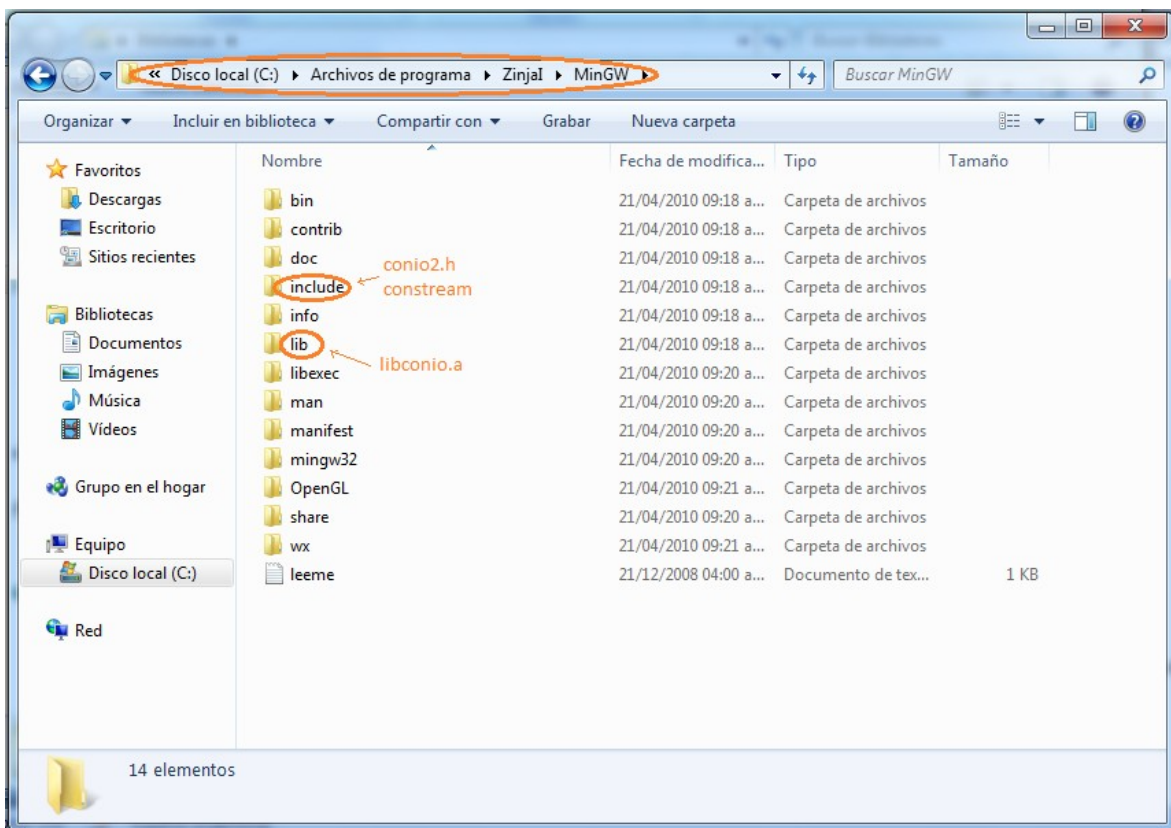 « Disco local (C:) ▸ Archivos de programa ▸ ZinjaI ▸ MinGW ▸ Buscar MinGW
Organizar Incluir en biblioteca Compartir con Grabar Nueva carpeta
Favoritos
Descargas
Escritorio
Sitios recientes
Bibliotecas
Documentos
Imágenes
Música
Vídeos
Grupo en el hogar
Equipo
Disco local (C:)
Red
Nombre Fecha de modifica... Tipo Tamaño
bin 21/04/2010 09:18 a... Carpeta de archivos
contrib 21/04/2010 09:18 a... Carpeta de archivos
doc 21/04/2010 09:18 a... Carpeta de archivos
conio2.h
include 21/04/2010 09:18 a... Carpeta de archivos
constream
info 21/04/2010 09:18 a... Carpeta de archivos
lib 21/04/2010 09:18 a... Carpeta de archivos
libconio.a
libexec 21/04/2010 09:20 a... Carpeta de archivos
man 21/04/2010 09:20 a... Carpeta de archivos
manifest 21/04/2010 09:20 a... Carpeta de archivos
mingw32 21/04/2010 09:20 a... Carpeta de archivos
OpenGL 21/04/2010 09:21 a... Carpeta de archivos
share 21/04/2010 09:20 a... Carpeta de archivos
wx 21/04/2010 09:21 a... Carpeta de archivos
leeme 21/12/2008 04:00 a... Documento de tex... 1 KB
14 elementos